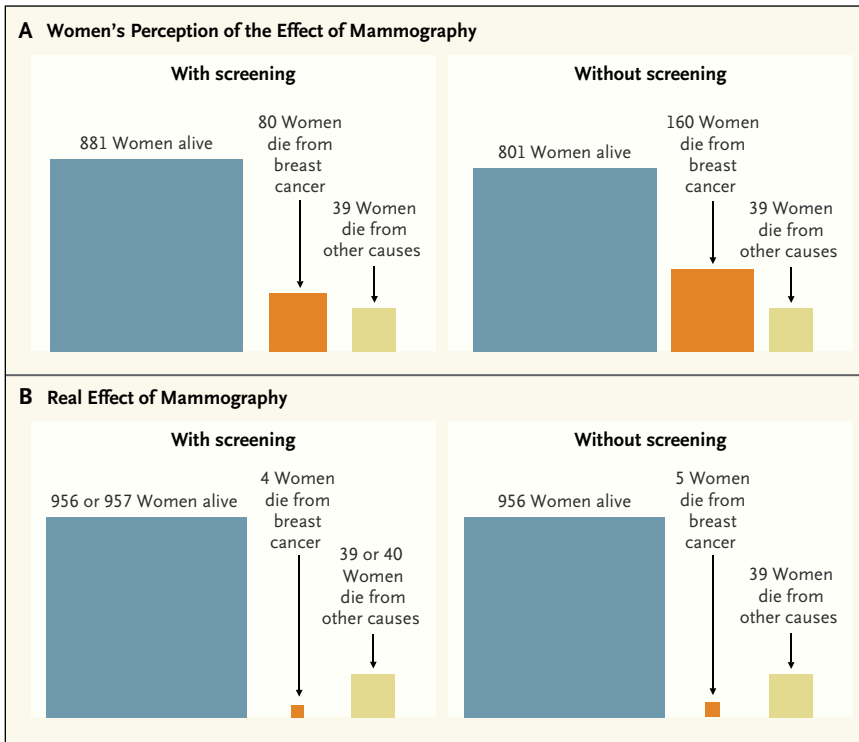 A Women's Perception of the Effect of Mammography
With screening
881 Women alive
80 Women
die from
breast
cancer
39 Women
die from
other causes
Without screening
801 Women alive
160 Women
die from
breast
cancer
39 Women
die from
other causes
B Real Effect of Mammography
With screening
956 or 957 Women alive
4 Women
die from
breast
cancer
39 or 40
Women
die from
other causes
Without screening
956 Women alive
5 Women
die from
breast
cancer
39 Women
die from
other causes